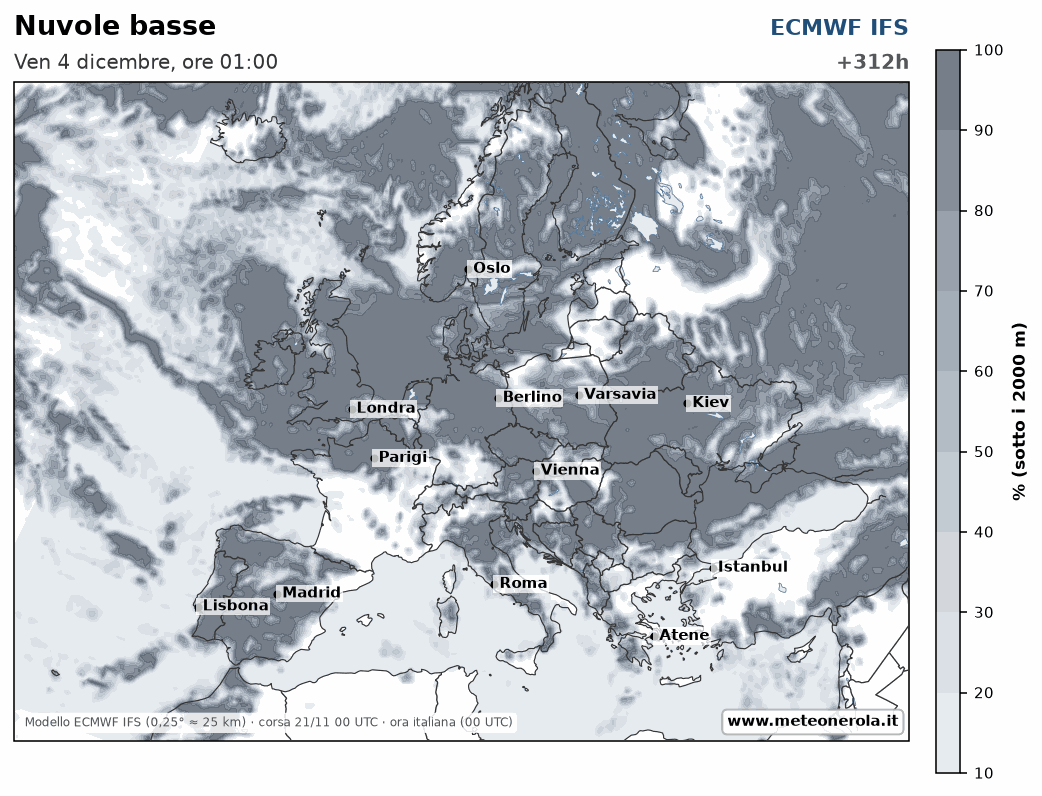 Nuvole basse
ECMWF IFS
Ven 4 dicembre, ore 01:00
+312h
100
90
80
70
60
50
40
30
20
10
% (sotto i 2000 m)
Oslo
Berlino
Varsavia
Kiev
Londra
Parigi
Vienna
Istanbul
Roma
Madrid
Lisbona
Atene
Modello ECMWF IFS (0,25° ≈ 25 km) · corsa 21/11 00 UTC · ora italiana (00 UTC)
www.meteonerola.it